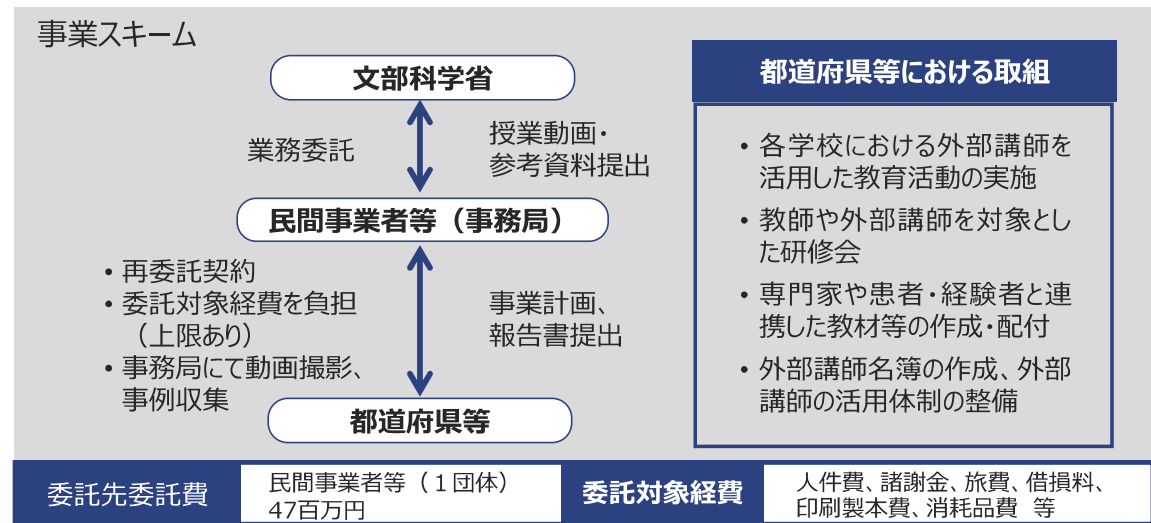 事業スキーム
文部科学省
業務委託
授業動画・
参考資料提出
民間事業者等（事務局）
• 再委託契約
• 委託対象経費を負担
（上限あり）
• 事務局にて動画撮影、
事例収集
事業計画、
報告書提出
都道府県等
都道府県等における取組
• 各学校における外部講師を
活用した教育活動の実施
• 教師や外部講師を対象とし
た研修会
• 専門家や患者・経験者と連
携した教材等の作成・配付
• 外部講師名簿の作成、外部
講師の活用体制の整備
委託先委託費
民間事業者等（１団体）
47百万円
委託対象経費
人件費、諸謝金、旅費、借損料、
印刷製本費、消耗品費 等